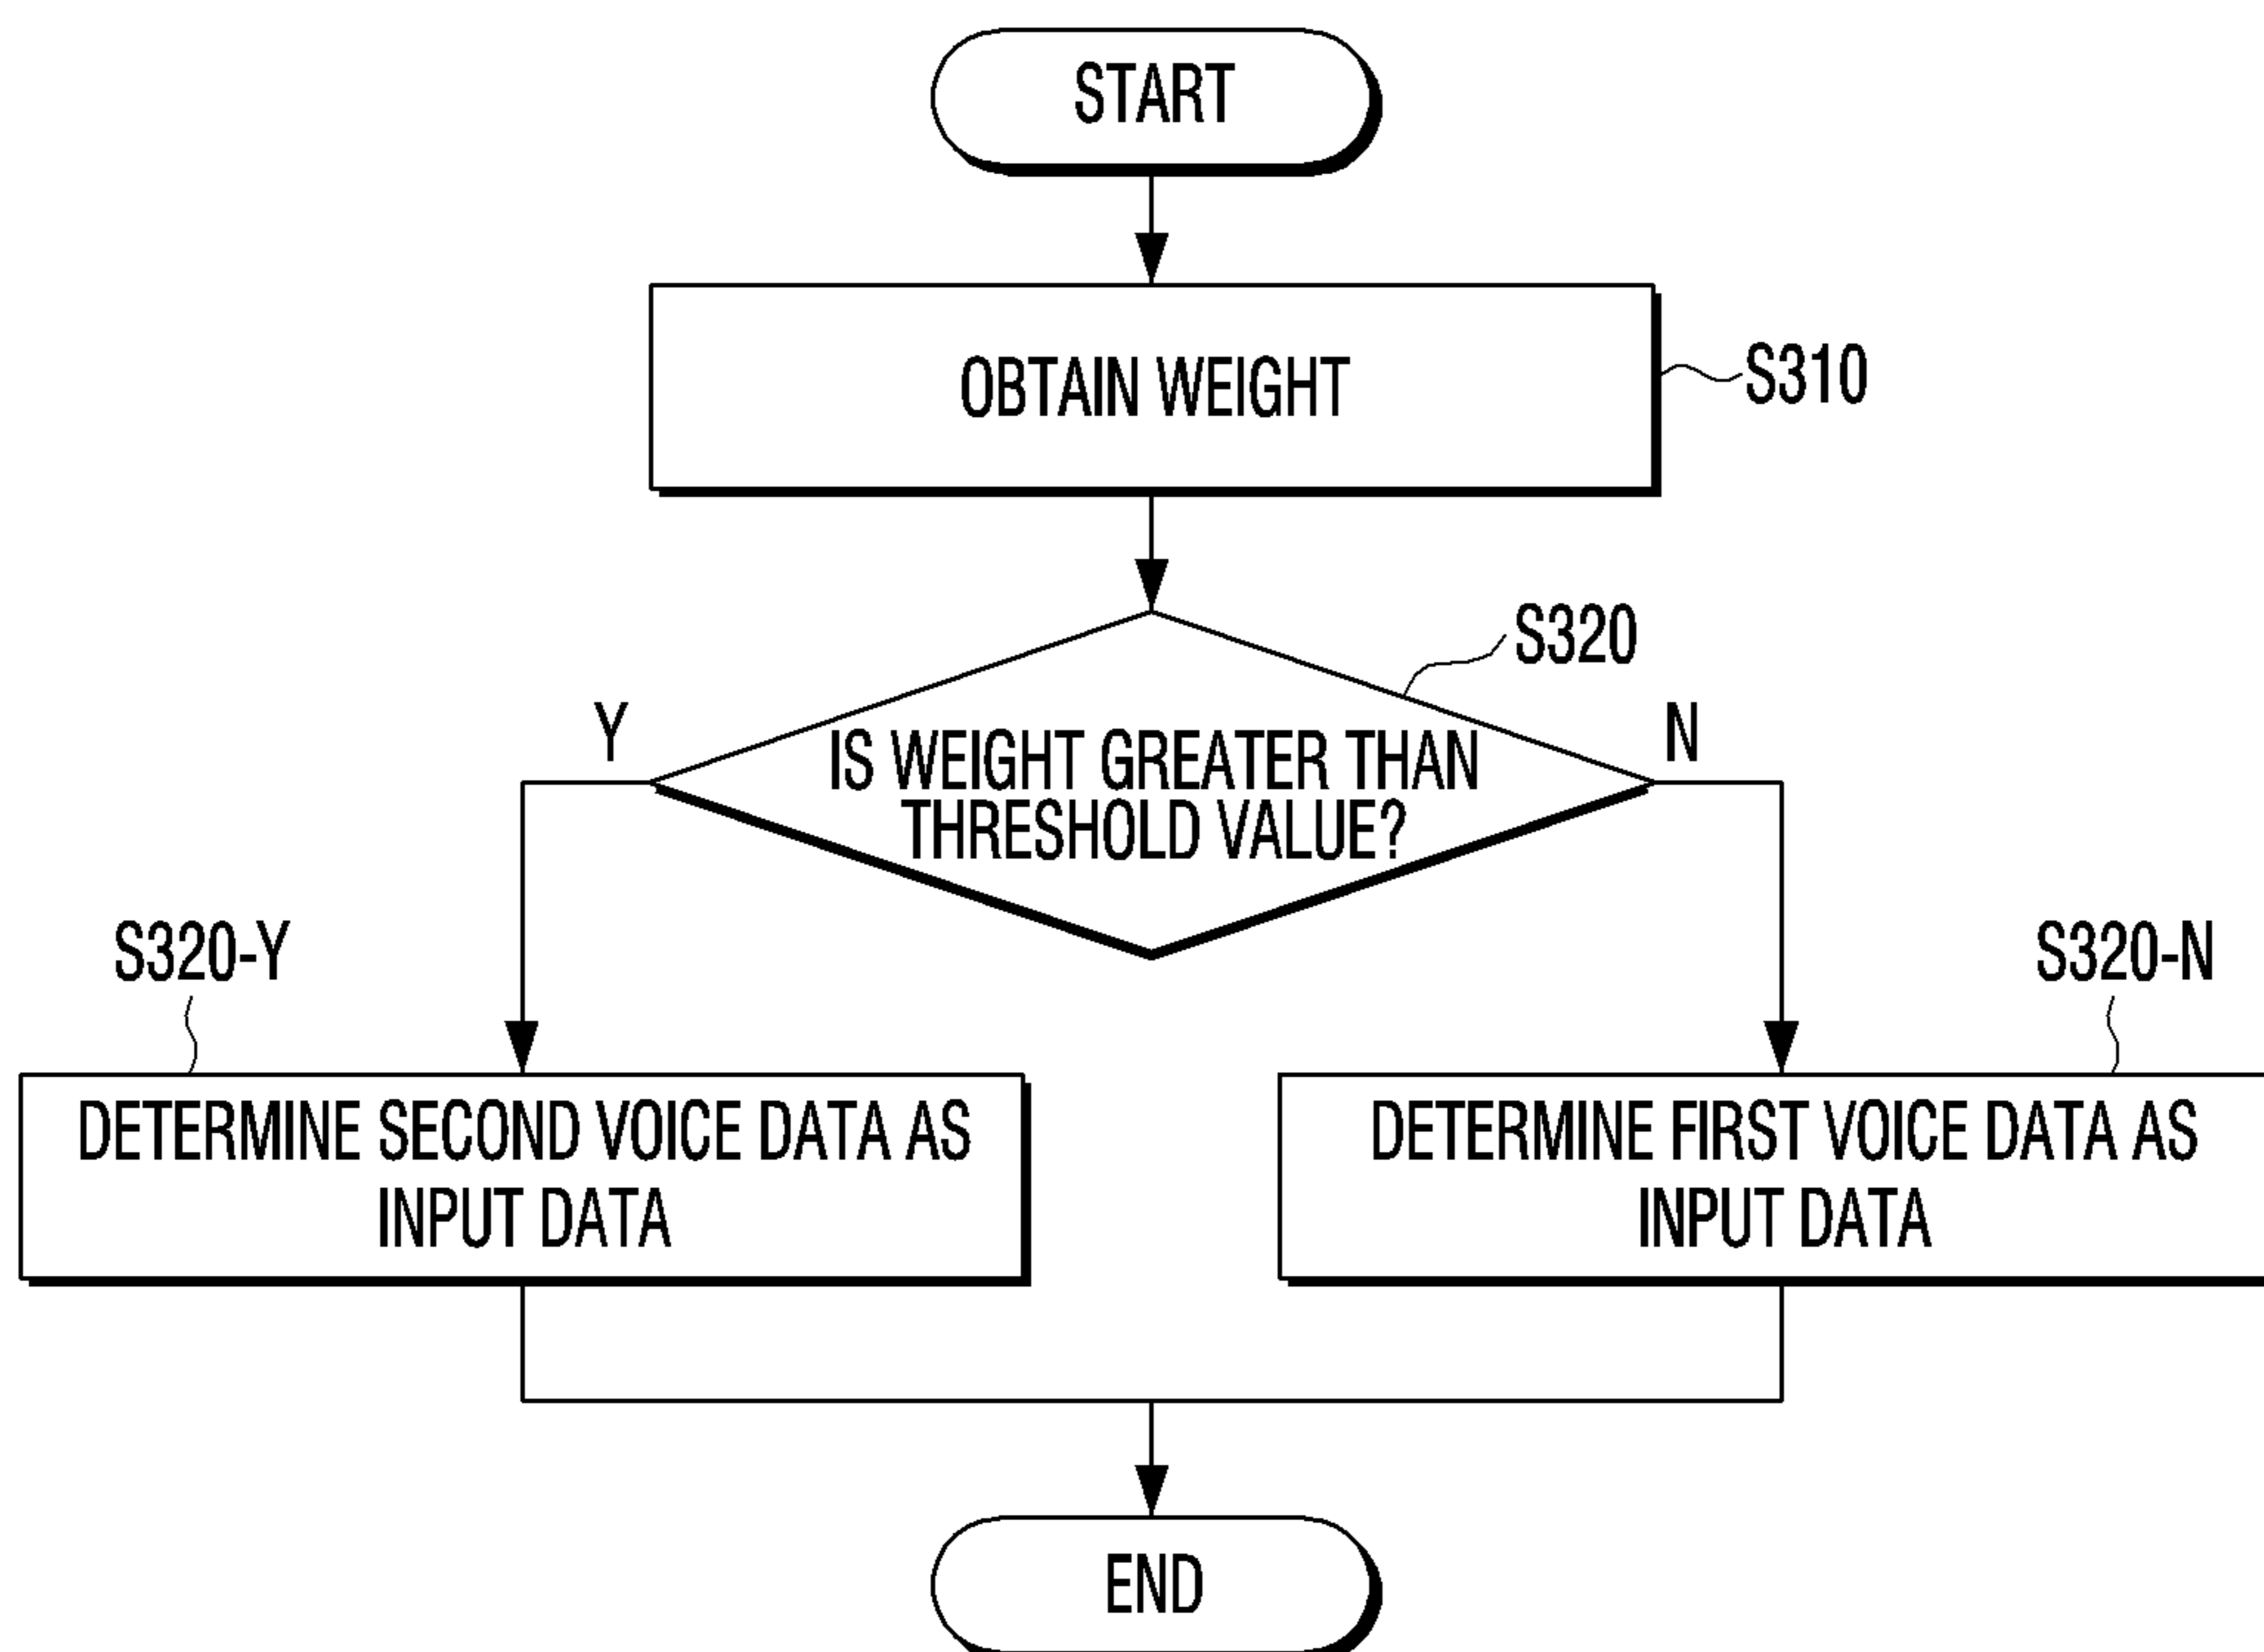 START
OBTAIN WEIGHT
S310
S320
Y
N
IS WEIGHT GREATER THAN
THRESHOLD VALUE?
S320-Y
S320-N
DETERMINE SECOND VOICE DATA AS
INPUT DATA
DETERMINE FIRST VOICE DATA AS
INPUT DATA
END